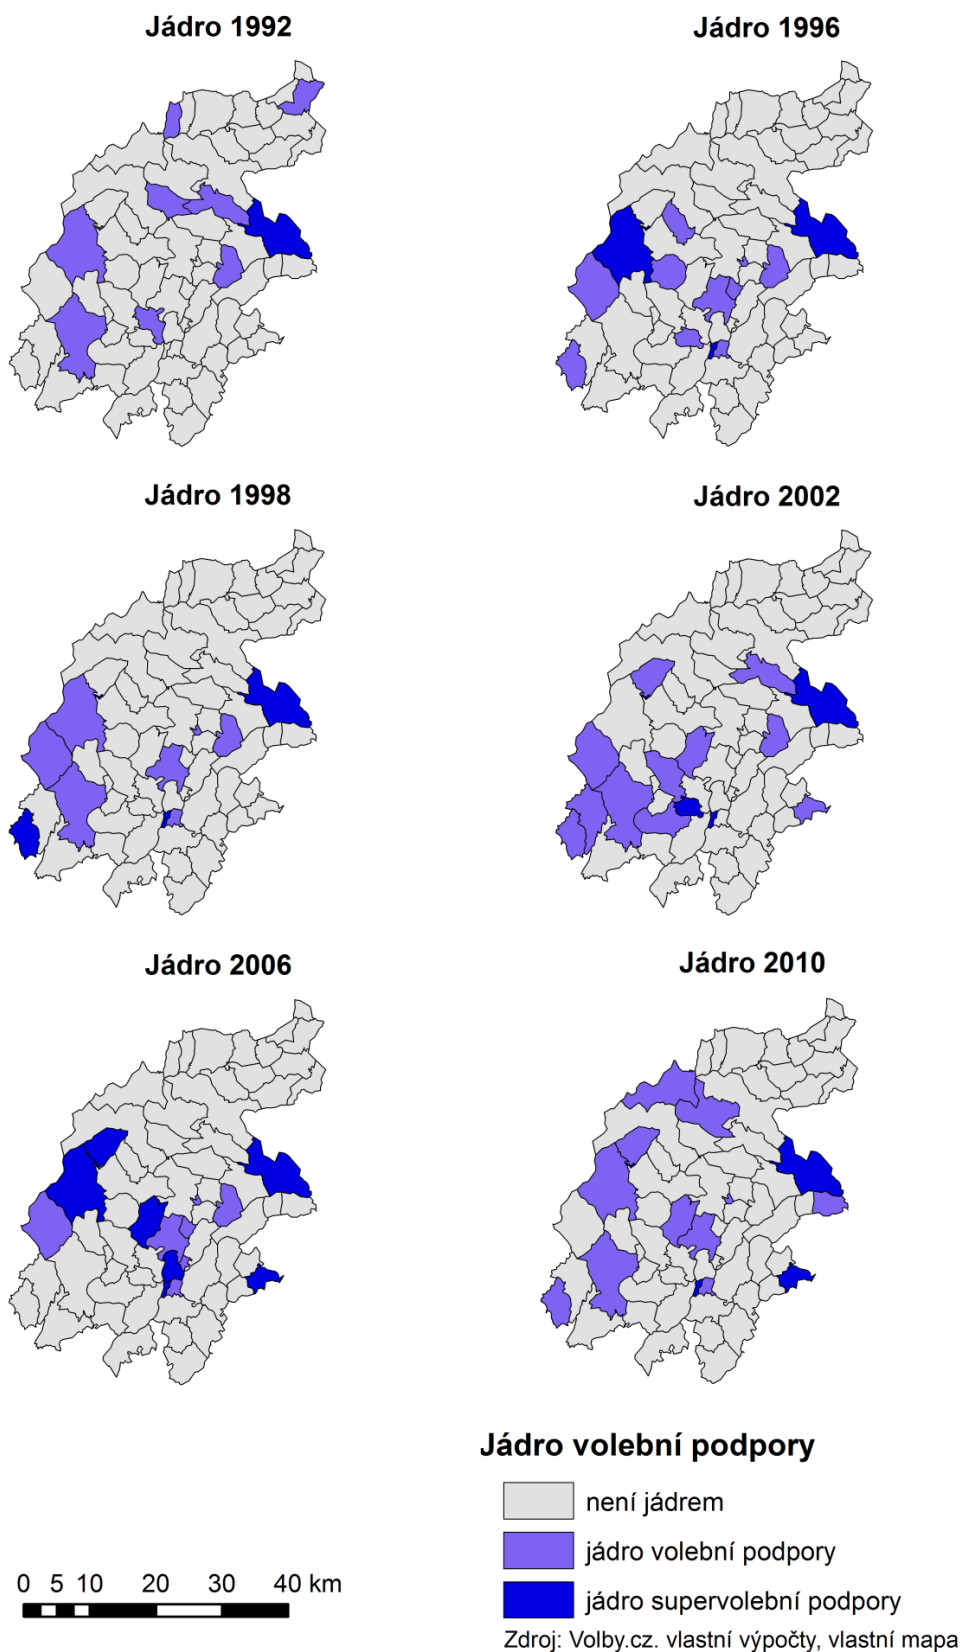 Jádro 1992
Jádro 1996
Jádro 1998
Jádro 2002
Jádro 2006
Jádro 2010
Jádro volební podpory
není jádrem
jádro volební podpory
jádro supervolební podpory
0 5 10 20 30 40 km
Zdroj: Volby.cz. vlastní výpočty, vlastní mapa